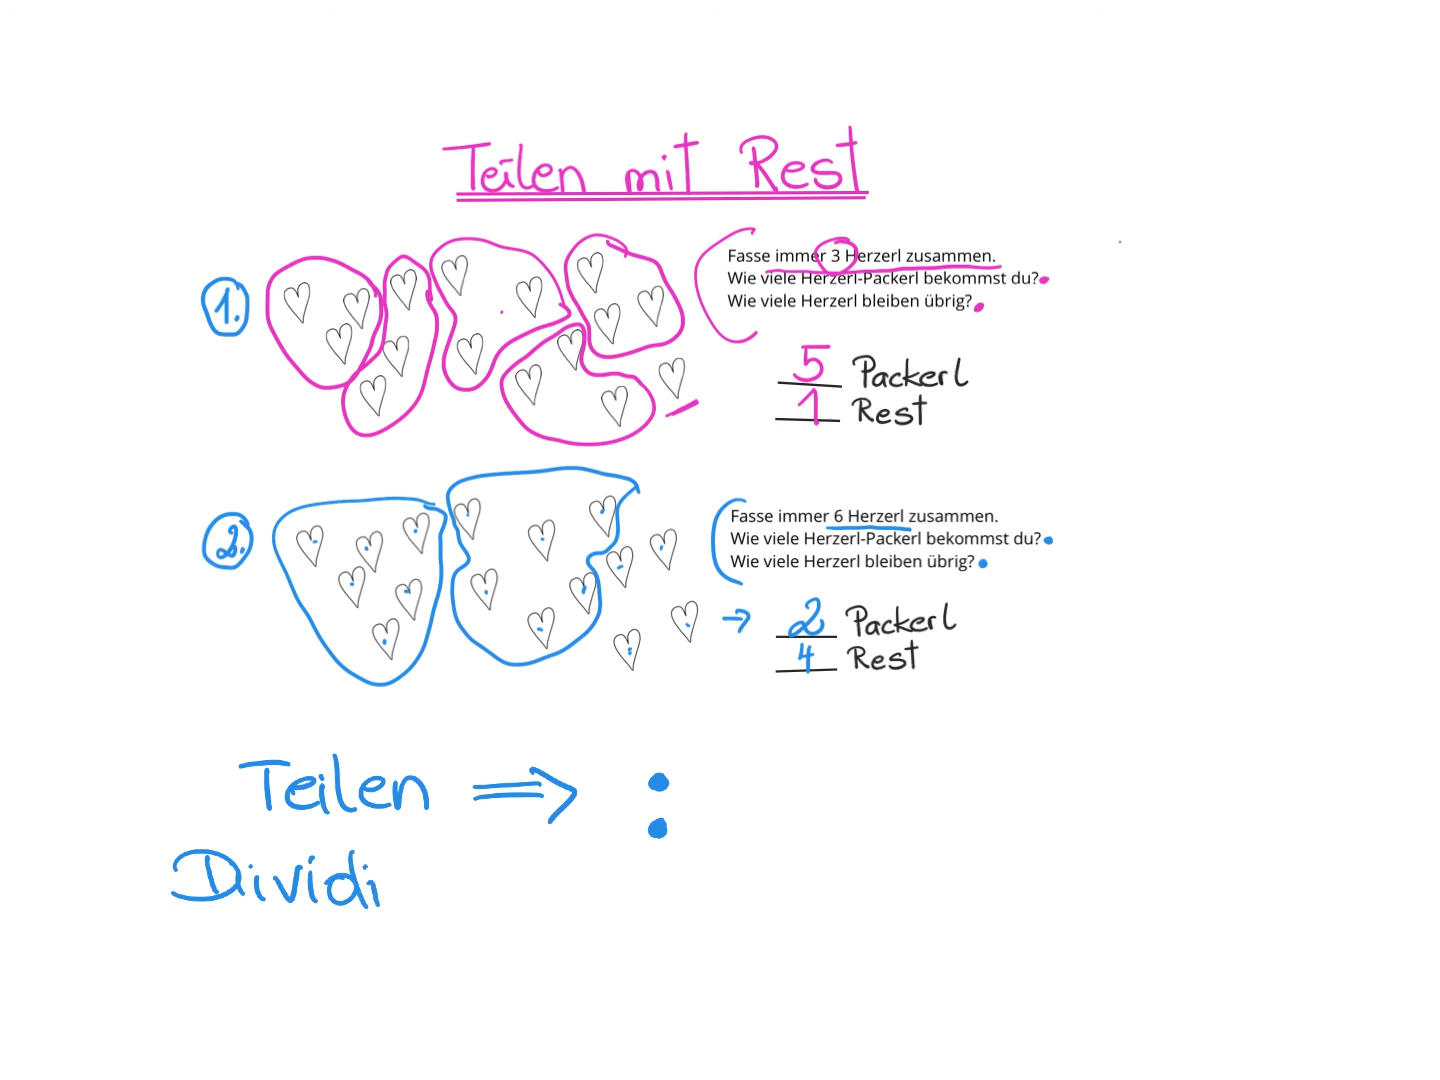 Teilen mit Rest
1.
Fasse immer 3 Herzerl zusammen.
Wie viele Herzerl-Packerl bekommst du?
Wie viele Herzerl bleiben übrig?
5 Packerl
1 Rest
2.
Fasse immer 6 Herzerl zusammen.
Wie viele Herzerl-Packerl bekommst du?
Wie viele Herzerl bleiben übrig?
→ 2 Packerl
4 Rest
Teilen ⇒ :
Dividi